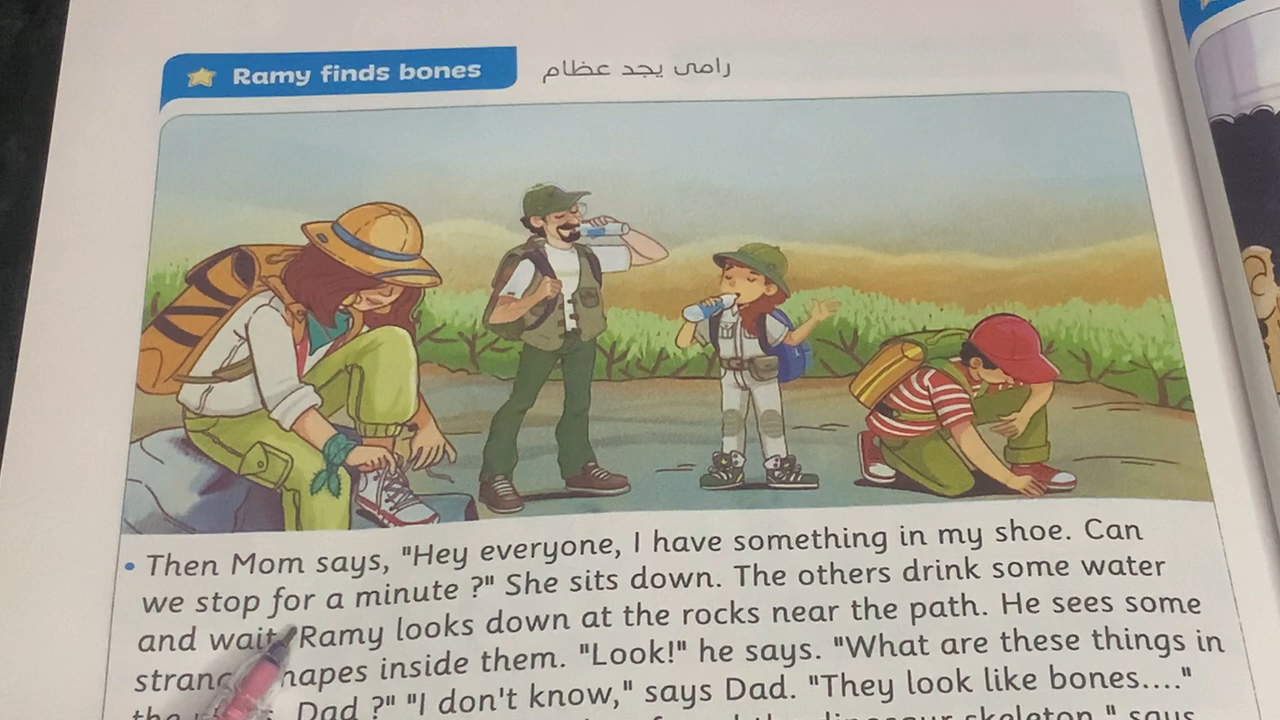 Ramy finds bones رامى يجد عظام
• Then Mom says, "Hey everyone, I have something in my shoe. Can
we stop for a minute ?" She sits down. The others drink some water
and wait. Ramy looks down at the rocks near the path. He sees some
inside them. "Look!" he says. "What are these things in
Dad ?" "I don't know," says Dad. "They look like bones...."
dinosaur skeleton," says